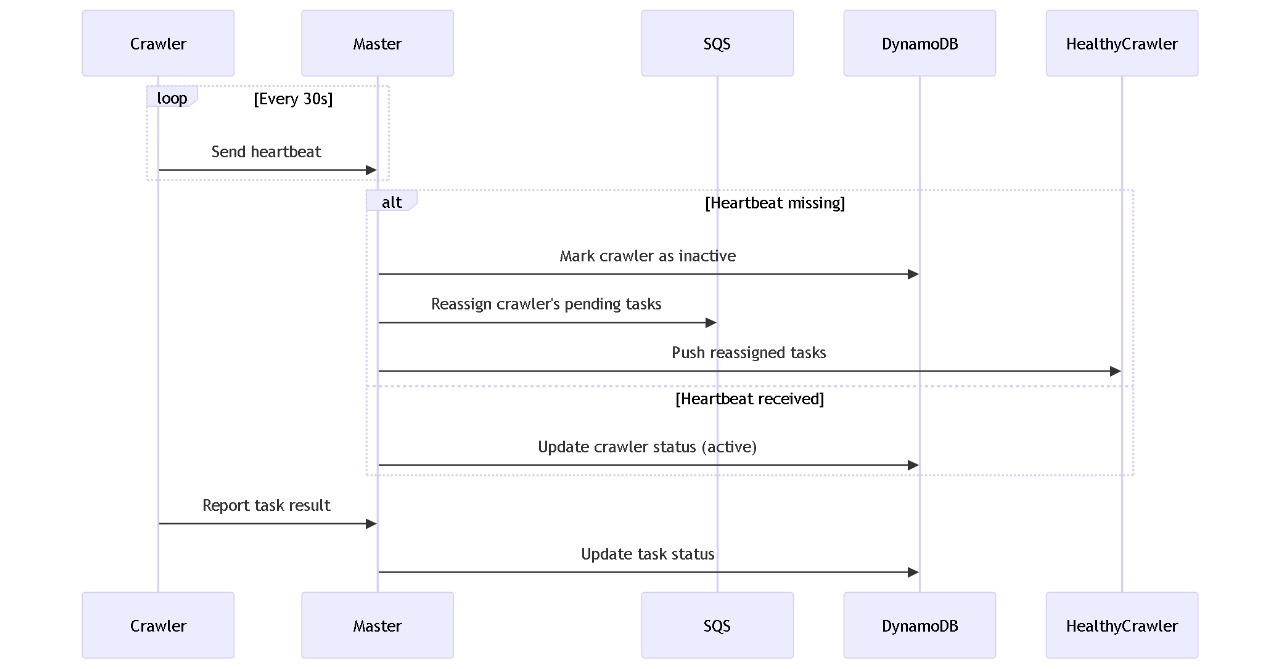 Crawler
Master
SQS
DynamoDB
HealthyCrawler
loop
[Every 30s]
Send heartbeat
alt
[Heartbeat missing]
Mark crawler as inactive
Reassign crawler's pending tasks
Push reassigned tasks
[Heartbeat received]
Update crawler status (active)
Report task result
Update task status
Crawler
Master
SQS
DynamoDB
HealthyCrawler